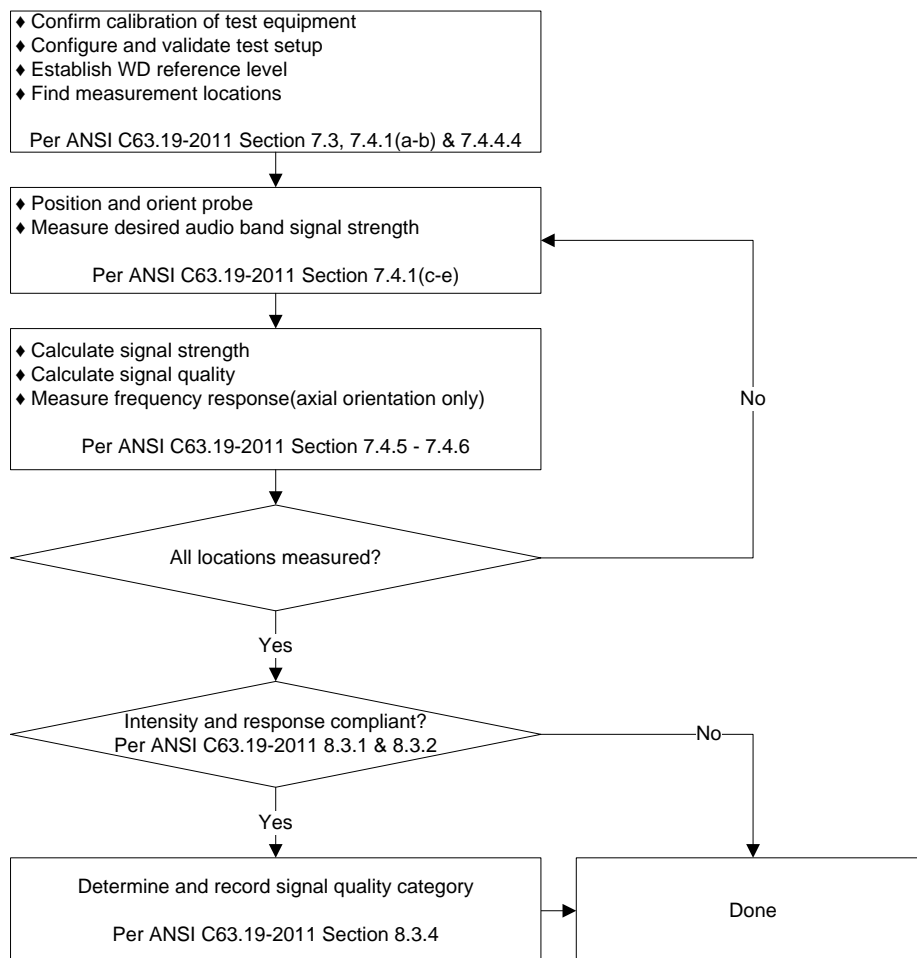 ♦ Confirm calibration of test equipment
♦ Configure and validate test setup
♦ Establish WD reference level
♦ Find measurement locations
Per ANSI C63.19-2011 Section 7.3, 7.4.1(a-b) & 7.4.4.4
♦ Position and orient probe
♦ Measure desired audio band signal strength
Per ANSI C63.19-2011 Section 7.4.1(c-e)
♦ Calculate signal strength
♦ Calculate signal quality
♦ Measure frequency response(axial orientation only)
Per ANSI C63.19-2011 Section 7.4.5 - 7.4.6
No
All locations measured?
Yes
Intensity and response compliant?
Per ANSI C63.19-2011 8.3.1 & 8.3.2
No
Yes
Determine and record signal quality category
Per ANSI C63.19-2011 Section 8.3.4
Done